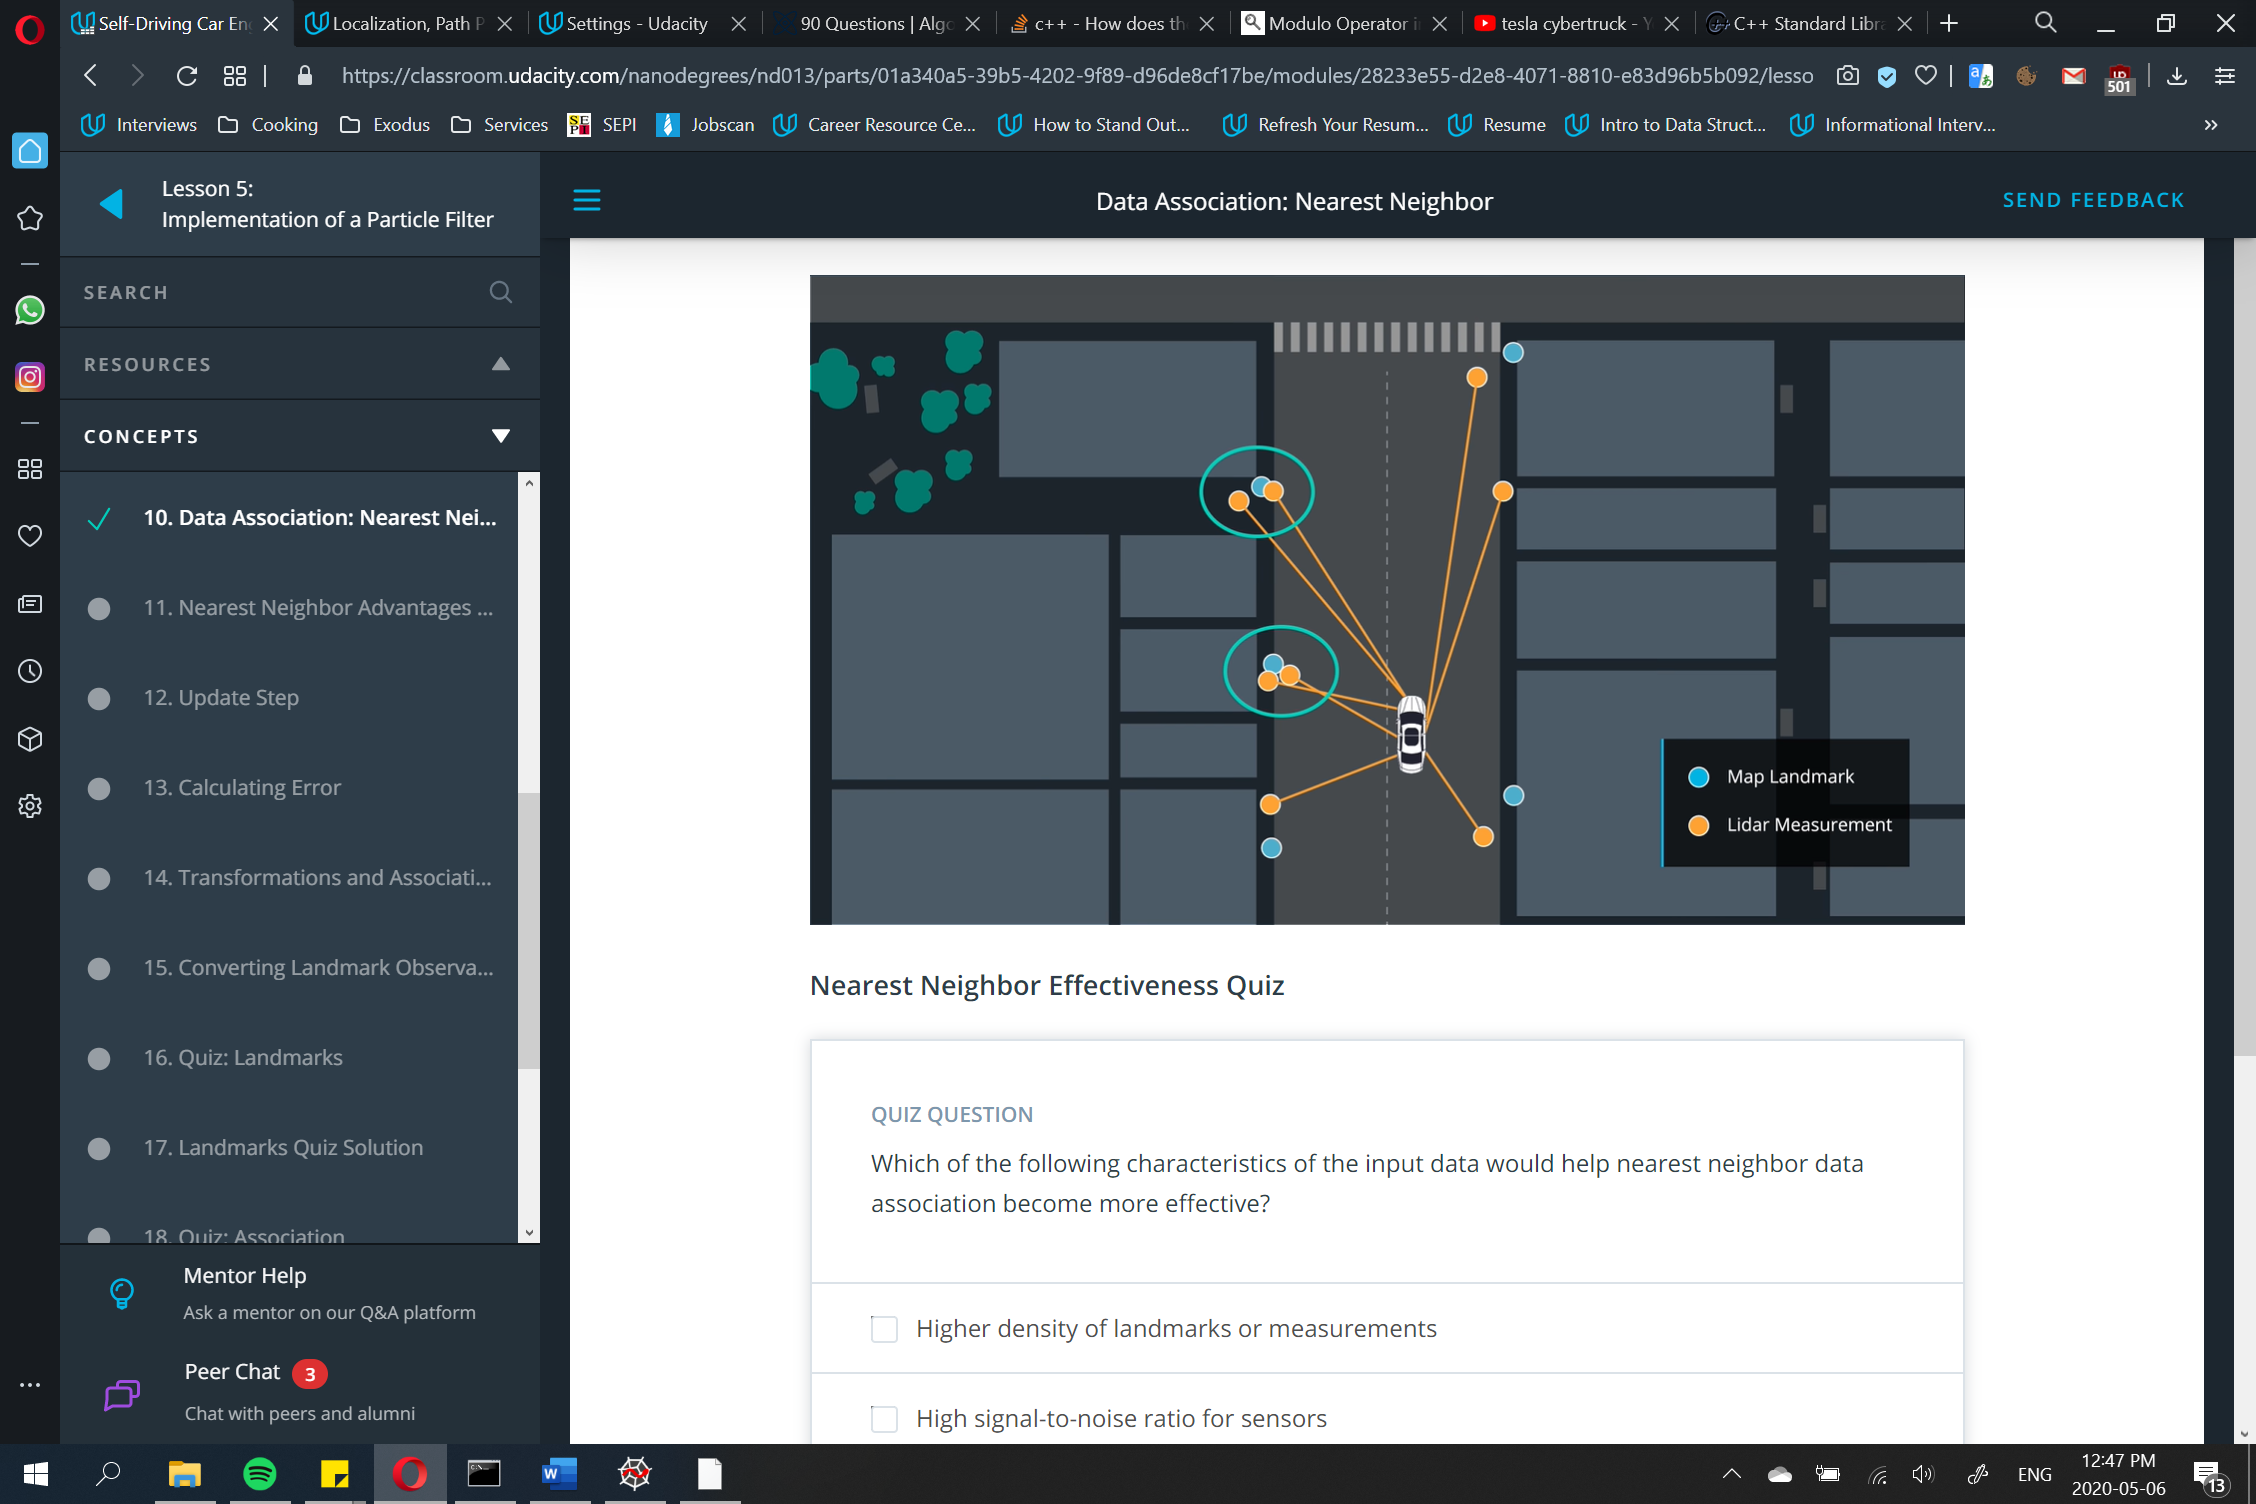 Self-Driving Car En
Localization, Path P
Settings - Udacity
90 Questions | Algo
c++ - How does th
Modulo Operator i
tesla cybertruck - Y
C++ Standard Libra
https://classroom.udacity.com/nanodegrees/nd013/parts/01a340a5-39b5-4202-9f89-d96de8cf17be/modules/28233e55-d2e8-4071-8810-e83d96b5b092/lesso
501
Interviews
Cooking
Exodus
Services
SEPI
Jobscan
Career Resource Ce...
How to Stand Out...
Refresh Your Resum...
Resume
Intro to Data Struct...
Informational Interv...
Lesson 5:
Implementation of a Particle Filter
Data Association: Nearest Neighbor
SEND FEEDBACK
SEARCH
RESOURCES
CONCEPTS
10. Data Association: Nearest Nei...
11. Nearest Neighbor Advantages ...
12. Update Step
13. Calculating Error
14. Transformations and Associati...
15. Converting Landmark Observa...
16. Quiz: Landmarks
17. Landmarks Quiz Solution
18. Quiz: Association
Mentor Help
Ask a mentor on our Q&A platform
Peer Chat 3
Chat with peers and alumni
Map Landmark
Lidar Measurement
Nearest Neighbor Effectiveness Quiz
QUIZ QUESTION
Which of the following characteristics of the input data would help nearest neighbor data
association become more effective?
Higher density of landmarks or measurements
High signal-to-noise ratio for sensors
ENG
12:47 PM
2020-05-06
13